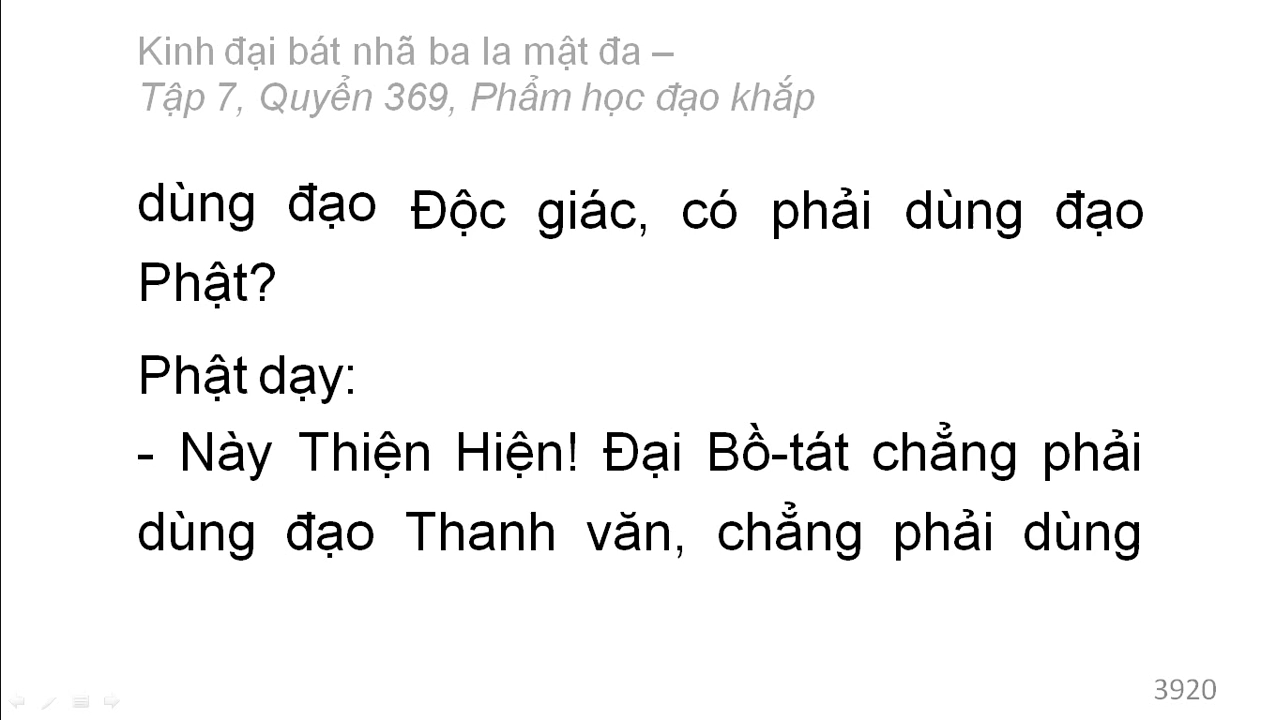 Kinh đại bát nhã ba la mật đa –
Tập 7, Quyển 369, Phẩm học đạo khắp
dùng đạo Độc giác, có phải dùng đạo
Phật?
Phật dạy:
- Này Thiện Hiện! Đại Bồ-tát chẳng phải
dùng đạo Thanh văn, chẳng phải dùng
3920